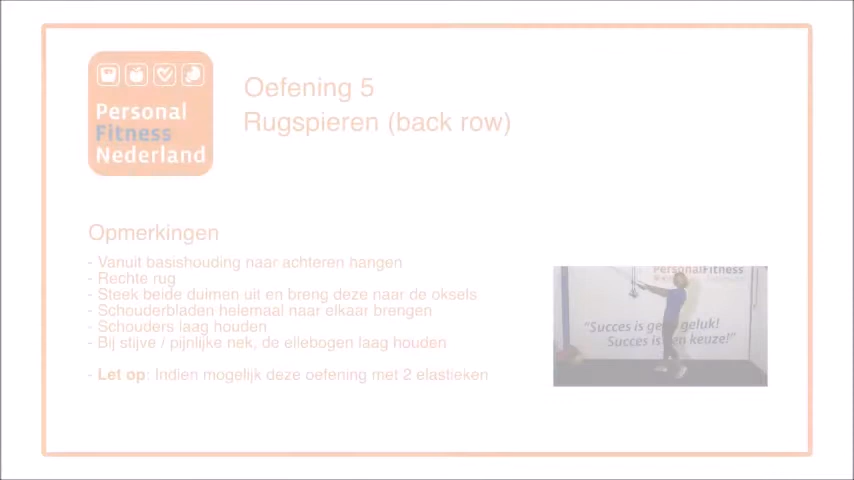 Personal
Fitness
Nederland
Oefening 5
Rugspieren (back row)
Opmerkingen
- Vanuit basishouding naar achteren hangen
- Rechte rug
- Steek beide duimen uit en breng deze naar de oksels
- Schouderbladen helemaal naar elkaar brengen
- Schouders laag houden
- Bij stijve / pijnlijke nek, de ellebogen laag houden
- Let op: Indien mogelijk deze oefening met 2 elastieken
PersonalFitness
"Succes is geen geluk!
Succes is een keuze!"